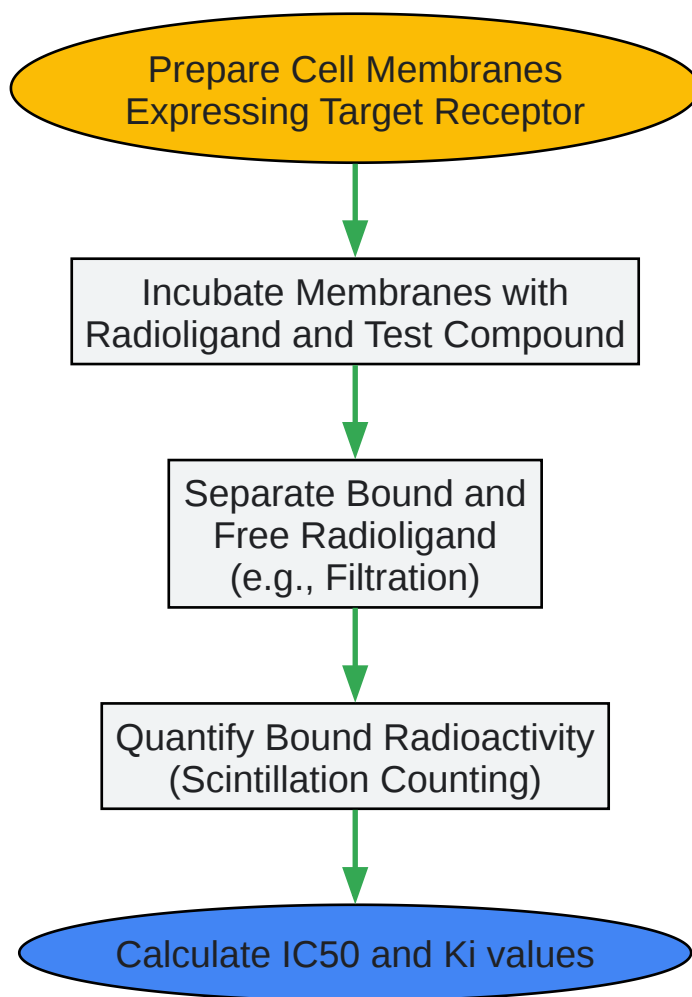 Prepare Cell Membranes
Expressing Target Receptor
Incubate Membranes with
Radioligand and Test Compound
Separate Bound and
Free Radioligand
(e.g., Filtration)
Quantify Bound Radioactivity
(Scintillation Counting)
Calculate IC50 and Ki values